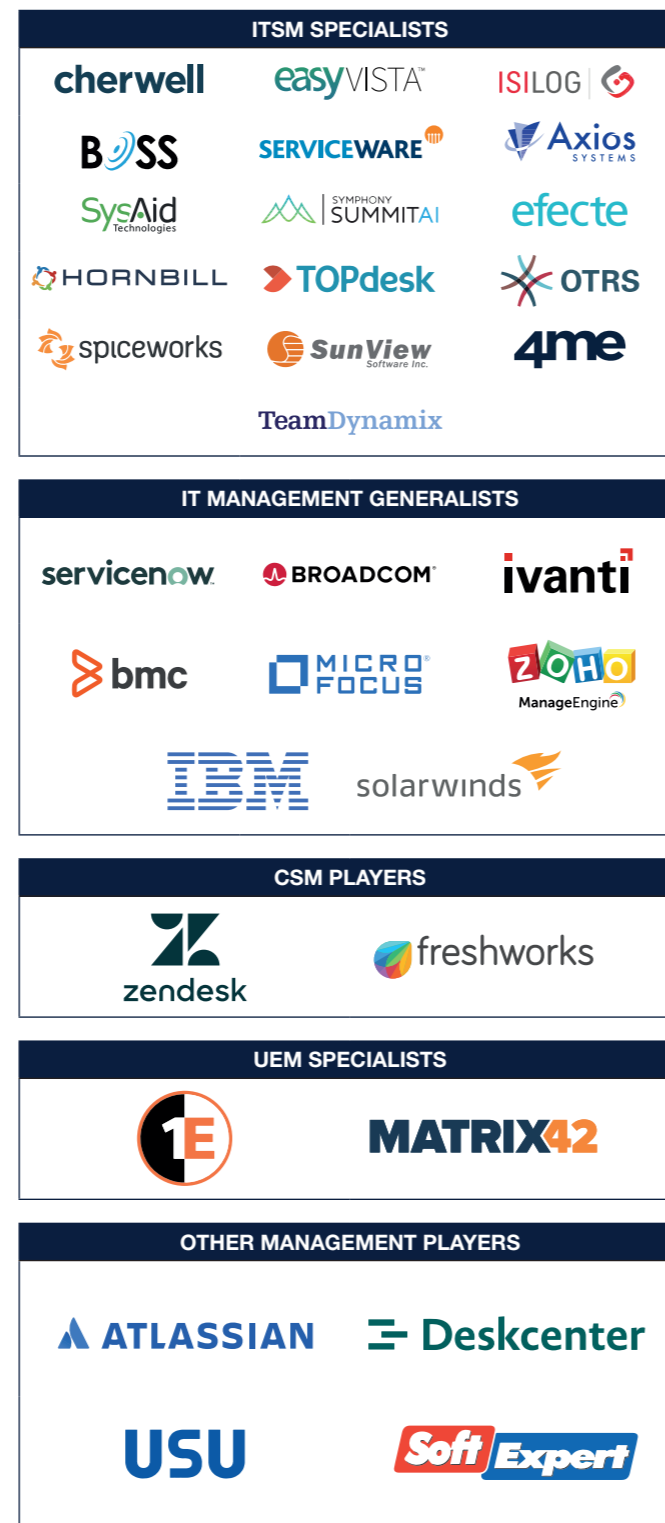 ITSM SPECIALISTS
cherwell
easyVISTA™
ISILOG
BOSS
SERVICEWARE
Axios
SYSTEMS
SysAid
Technologies
SYMPHONY
SUMMITAI
efecte
HORNBILL
TOPdesk
OTRS
spiceworks
SunView
Software Inc.
4me
TeamDynamix
IT MANAGEMENT GENERALISTS
servicenow
BROADCOM®
ivanti
bmc
MICRO
FOCUS®
ZOHO
ManageEngine
IBM
solarwinds
CSM PLAYERS
zendesk
freshworks
UEM SPECIALISTS
1E
MATRIX42
OTHER MANAGEMENT PLAYERS
ATLASSIAN
Deskcenter
USU
Soft Expert